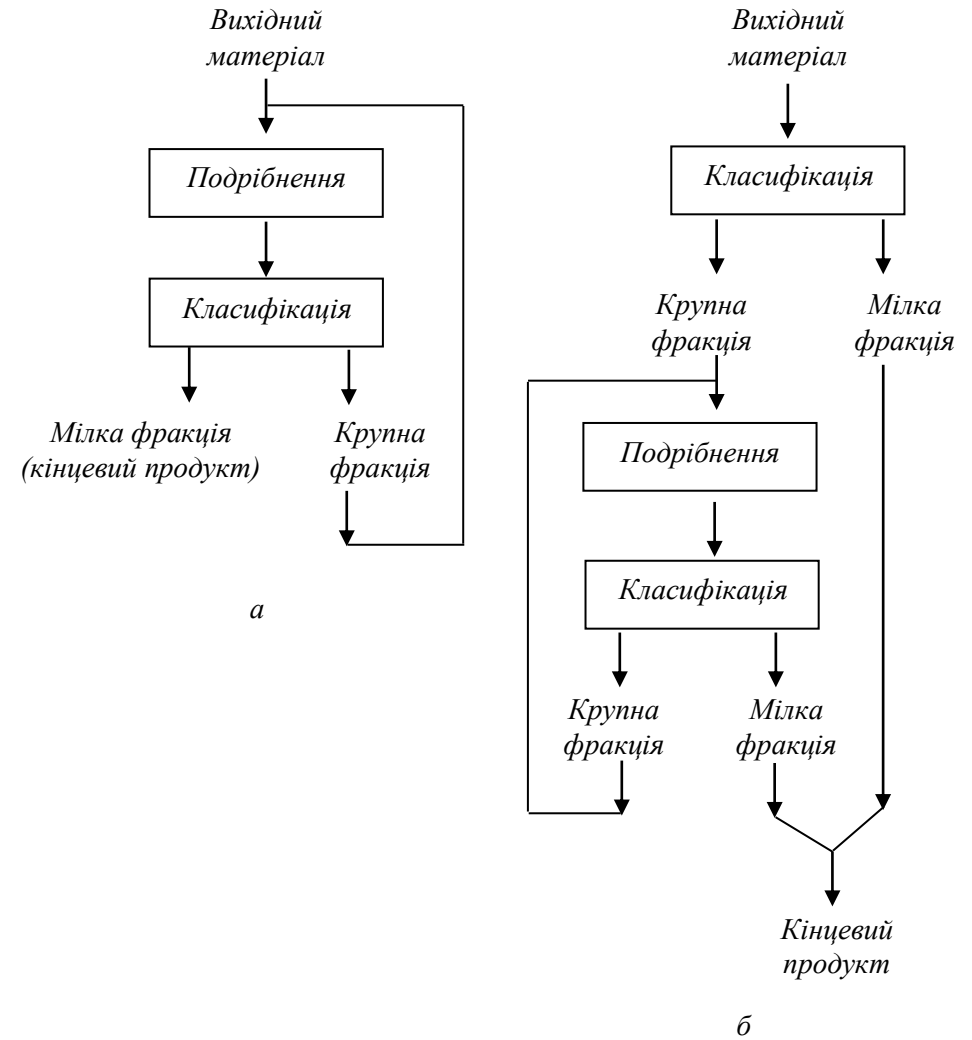 Вихідний
матеріал
Подрібнення
Класифікація
Мілка фракція
(кінцевий продукт)
Крупна
фракція
а
Вихідний
матеріал
Класифікація
Крупна
фракція
Мілка
фракція
Подрібнення
Класифікація
Крупна
фракція
Мілка
фракція
Кінцевий
продукт
б